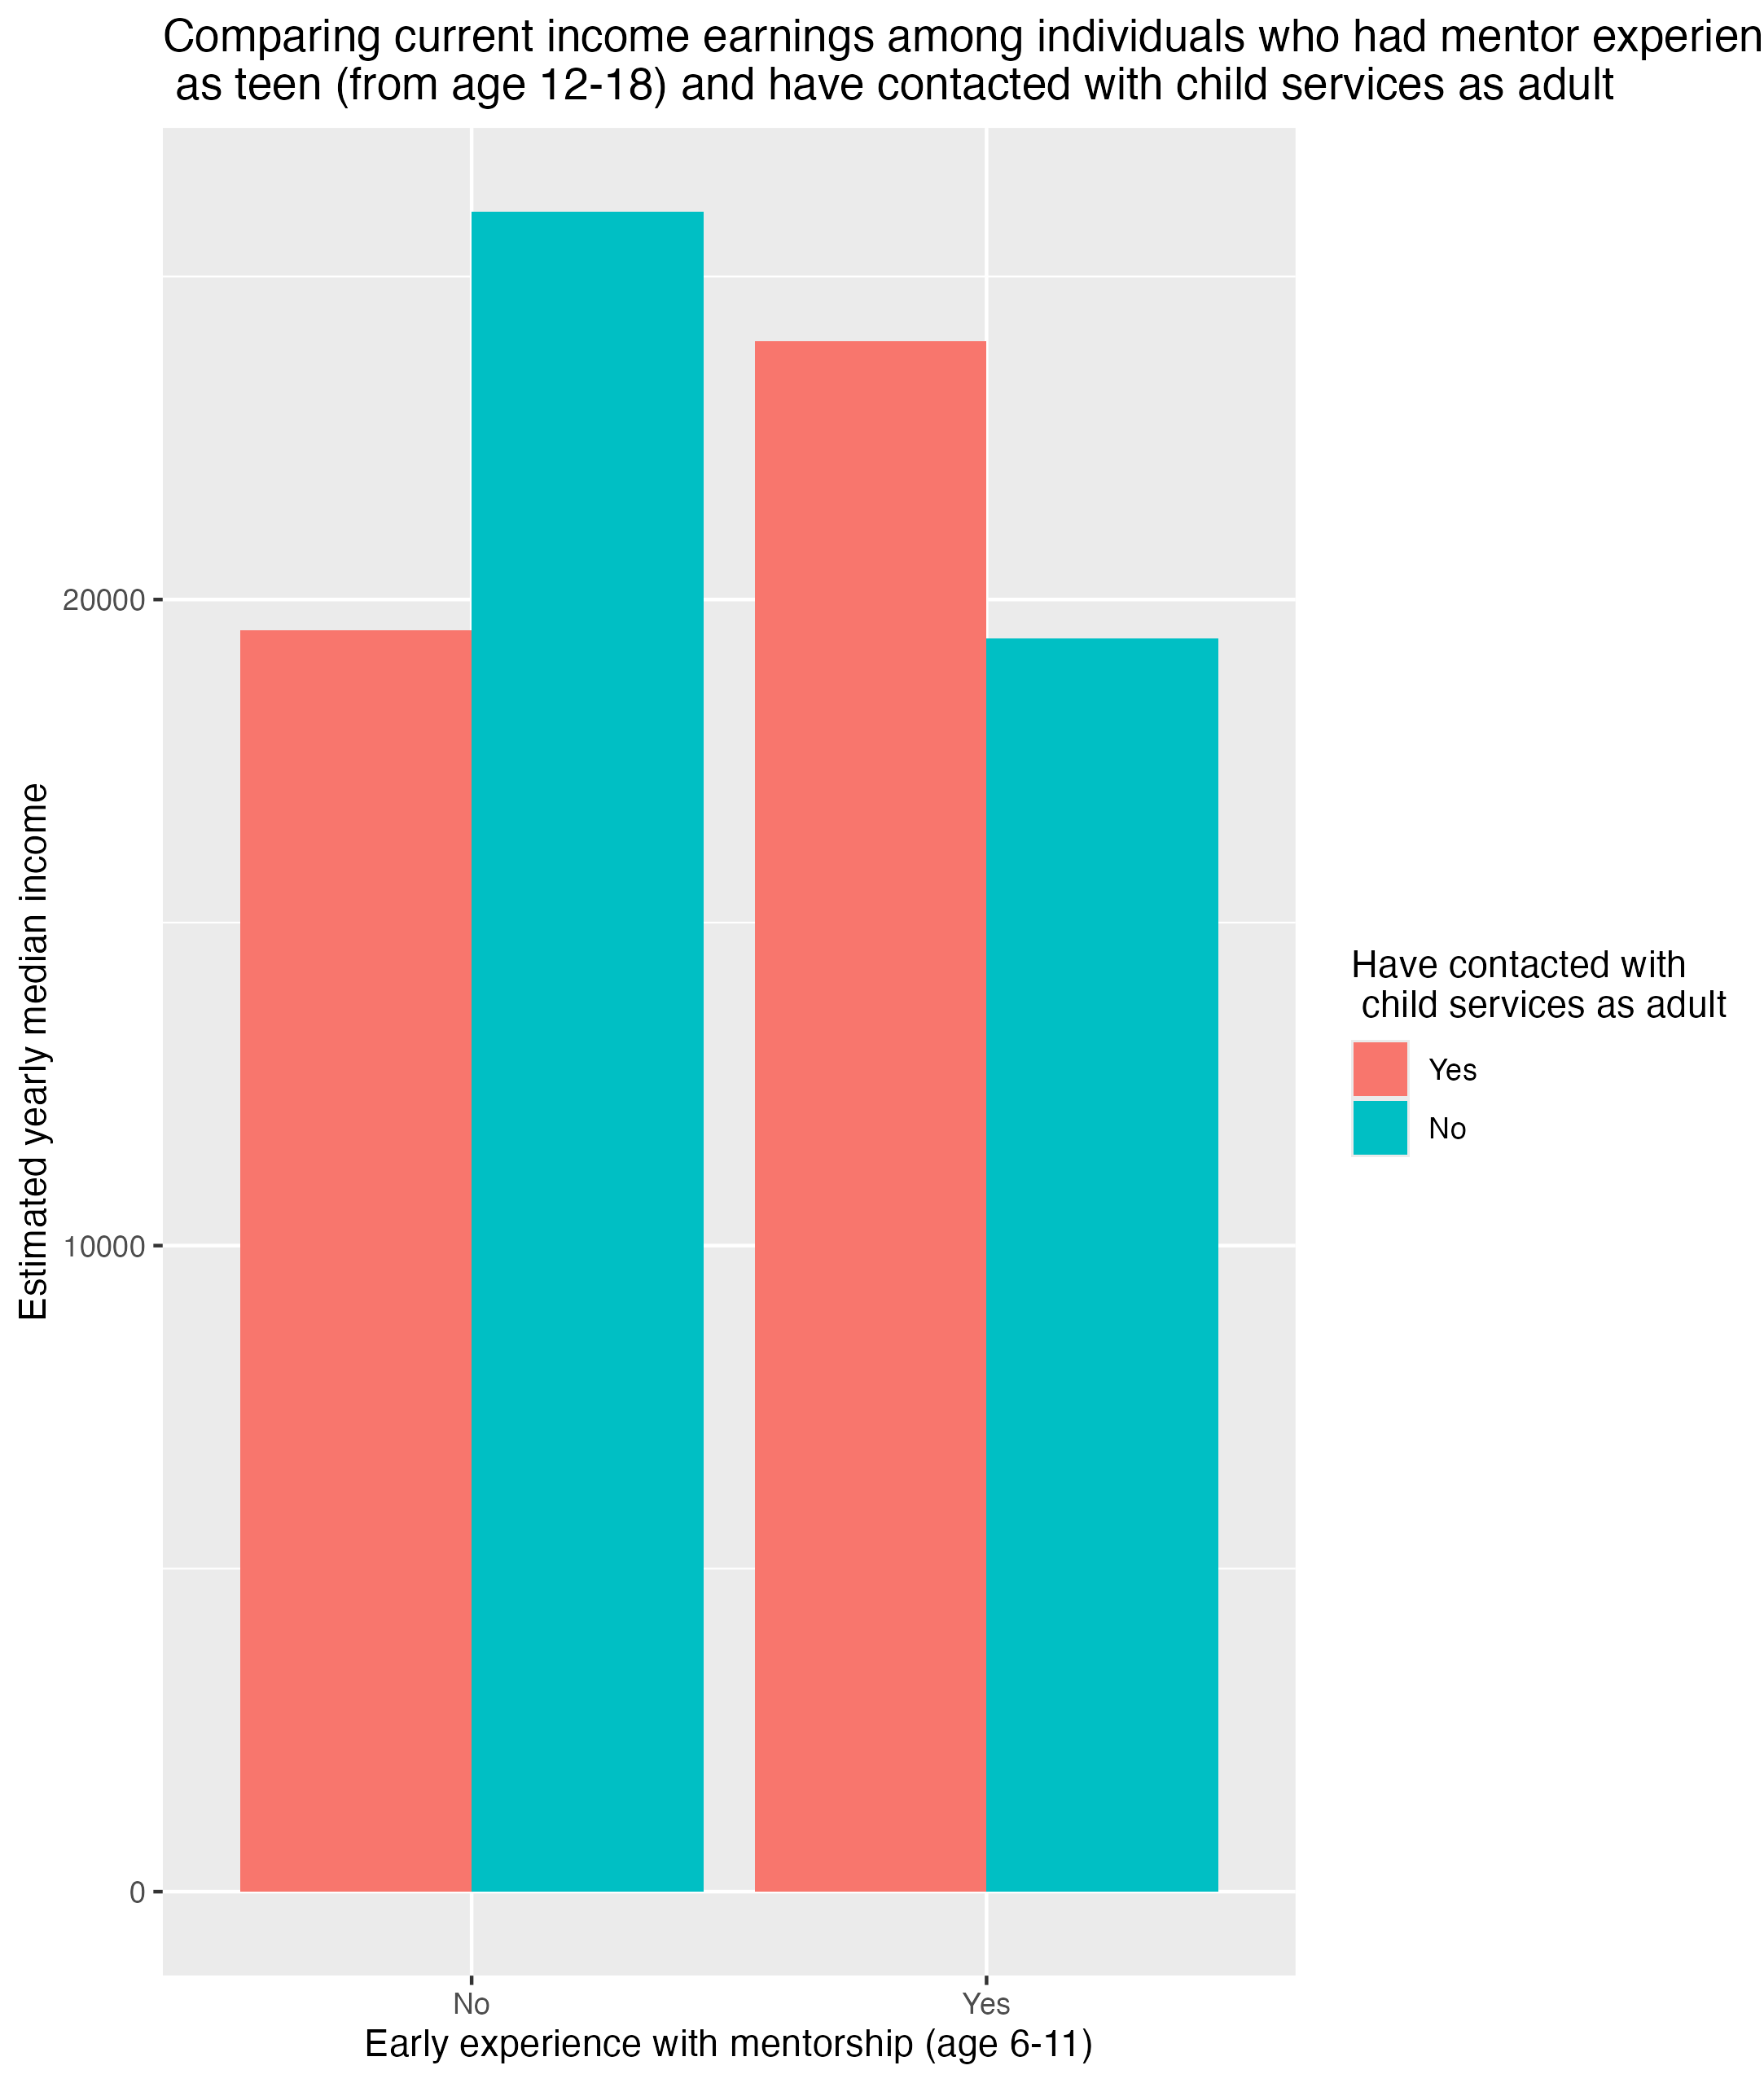 Comparing current income earnings among individuals who had mentor experien
as teen (from age 12-18) and have contacted with child services as adult
20000
10000
0
Estimated yearly median income
No
Yes
Early experience with mentorship (age 6-11)
Have contacted with
child services as adult
Yes
No